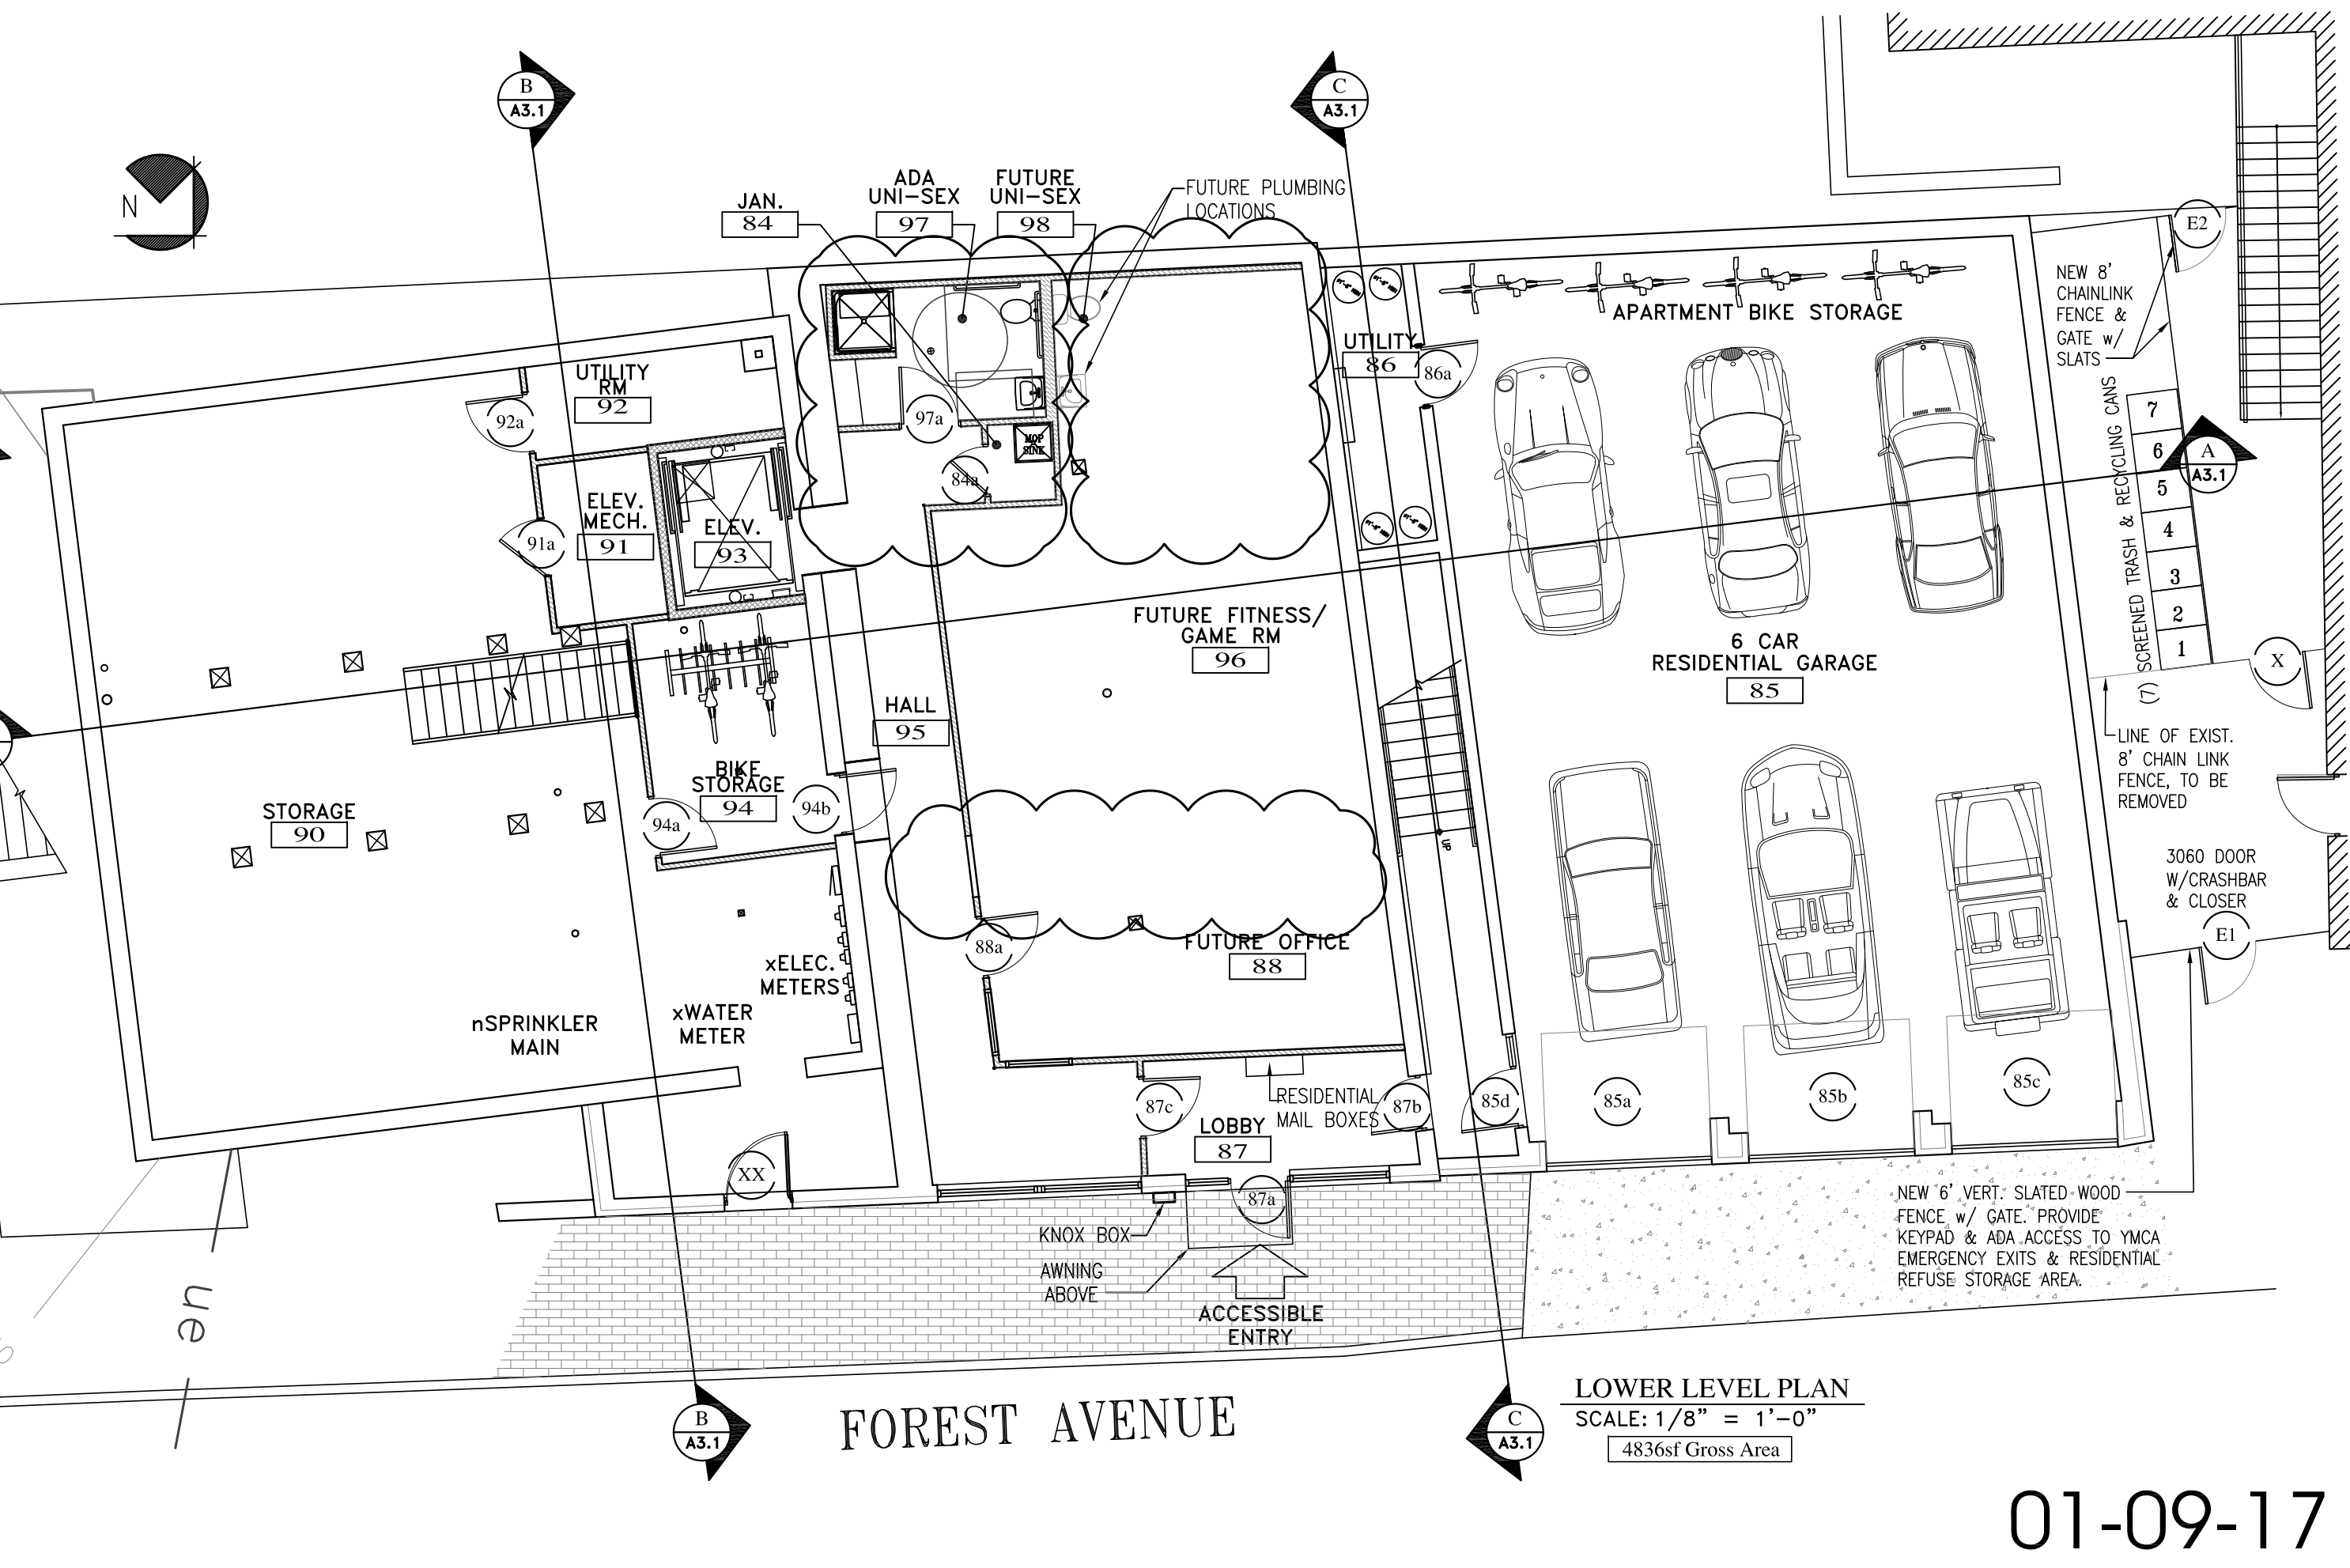 B
A3.1
C
A3.1
N
JAN.
84
ADA
UNI-SEX
97
FUTURE
UNI-SEX
98
FUTURE PLUMBING
LOCATIONS
E2
NEW 8'
CHAINLINK
FENCE &
GATE w/
SLATS
APARTMENT BIKE STORAGE
UTILITY
86
86a
UTILITY
RM
92
92a
97a
MOP
SINK
84a
ELEV.
MECH.
91
91a
ELEV.
93
(7) SCREENED TRASH & RECYCLING CANS
7
6
5
4
3
2
1
A
A3.1
FUTURE FITNESS/
GAME RM
96
6 CAR
RESIDENTIAL GARAGE
85
X
HALL
95
LINE OF EXIST.
8' CHAIN LINK
FENCE, TO BE
REMOVED
BIKE
STORAGE
94
94a
94b
STORAGE
90
UP
3060 DOOR
W/CRASHBAR
& CLOSER
E1
88a
FUTURE OFFICE
88
xELEC.
METERS
xWATER
METER
nSPRINKLER
MAIN
RESIDENTIAL
MAIL BOXES
87c
87b
85d
85a
85b
85c
LOBBY
87
XX
87a
KNOX BOX
AWNING
ABOVE
ACCESSIBLE
ENTRY
NEW 6' VERT. SLATED WOOD
FENCE w/ GATE. PROVIDE
KEYPAD & ADA ACCESS TO YMCA
EMERGENCY EXITS & RESIDENTIAL
REFUSE STORAGE AREA.
ue
FOREST AVENUE
B
A3.1
C
A3.1
LOWER LEVEL PLAN
SCALE: 1/8" = 1'-0"
4836sf Gross Area
01-09-17